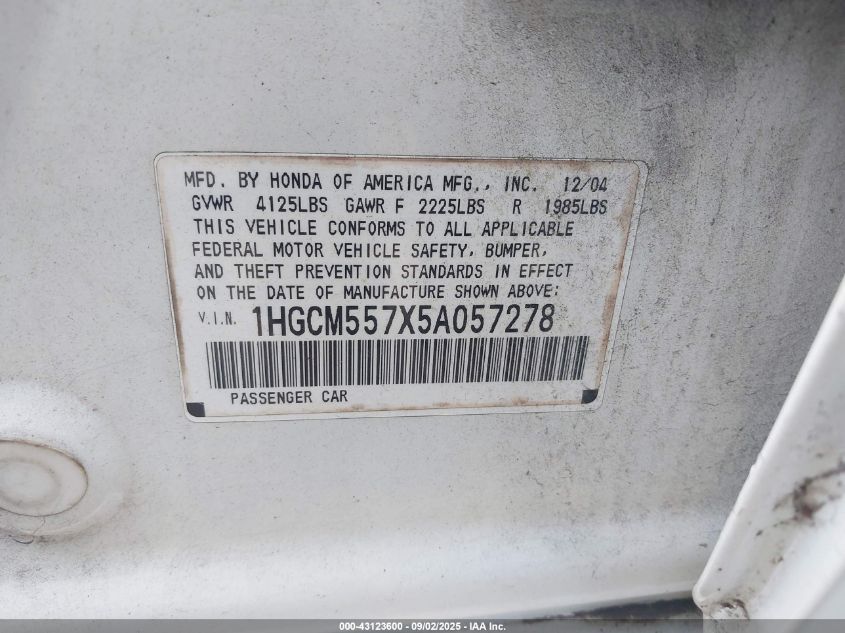 MFD. BY HONDA OF AMERICA MFG., INC. 12/04
GVWR 4125LBS GAWR F 2225LBS R 1985LBS
THIS VEHICLE CONFORMS TO ALL APPLICABLE
FEDERAL MOTOR VEHICLE SAFETY, BUMPER,
AND THEFT PREVENTION STANDARDS IN EFFECT
ON THE DATE OF MANUFACTURE SHOWN ABOVE:
V.I.N. 1HGCM557X5A057278
PASSENGER CAR
000-43123600 - 09/02/2025 - IAA Inc.